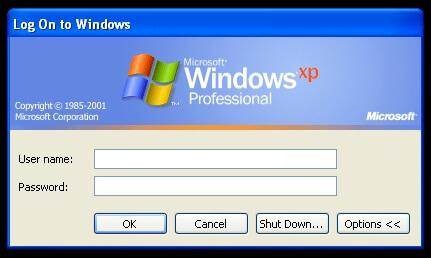 Log On to Windows
Microsoft®
Windows xp
Professional
Copyright © 1985-2001
Microsoft Corporation
Microsoft
User name:
Password:
OK
Cancel
Shut Down...
Options <<